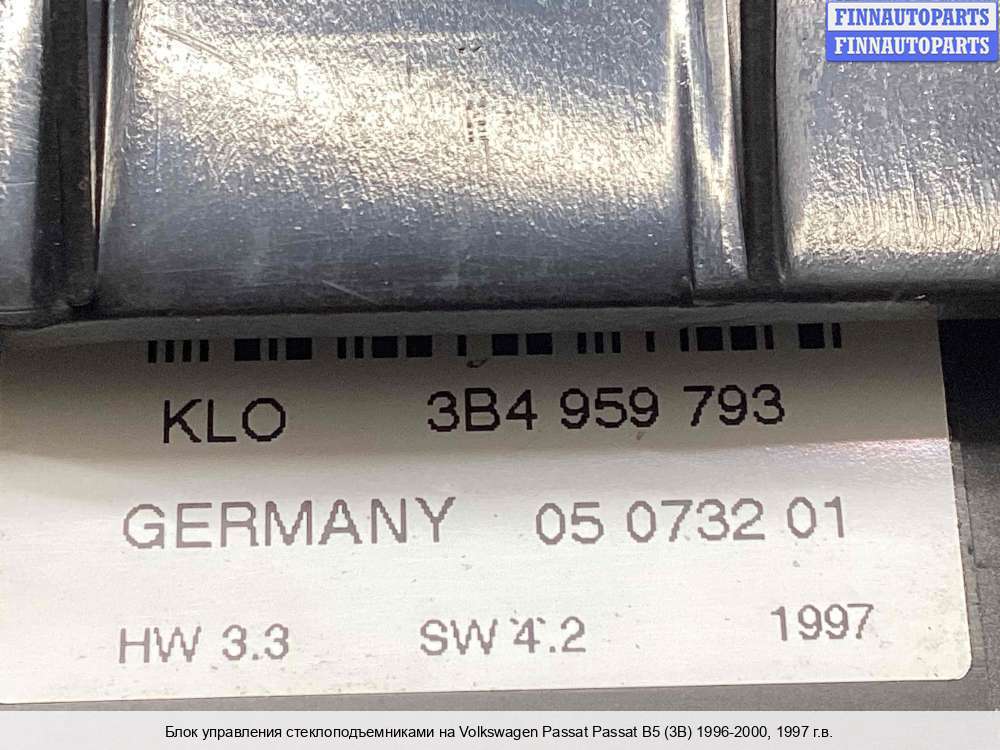 FINNAUTOPARTS
FINNAUTOPARTS
KLO 3B4 959 793
GERMANY 05 0732 01
HW 3.3 SW 4.2 1997
Блок управления стеклоподъемниками на Volkswagen Passat Passat B5 (3B) 1996-2000, 1997 г.в.